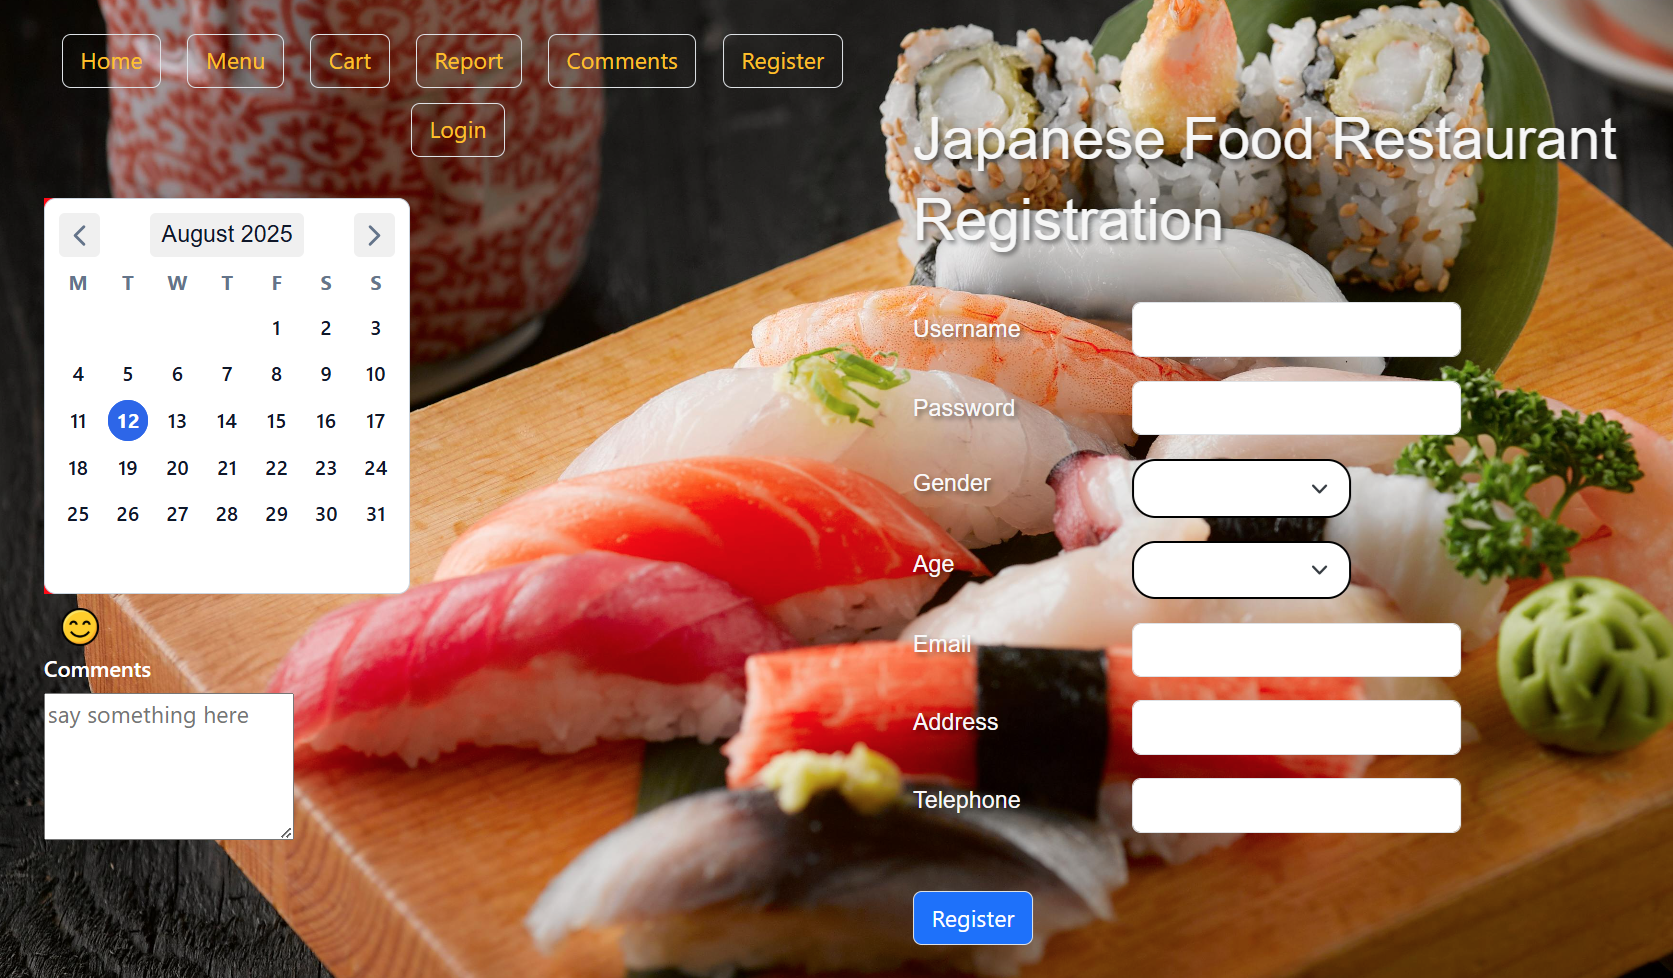 Home Menu Cart Report Comments Register
Login
Japanese Food Restaurant
Registration
August 2025
M T W T F S S
1 2 3
4 5 6 7 8 9 10
11 12 13 14 15 16 17
18 19 20 21 22 23 24
25 26 27 28 29 30 31
Comments
say something here
Username
Password
Gender
Age
Email
Address
Telephone
Register